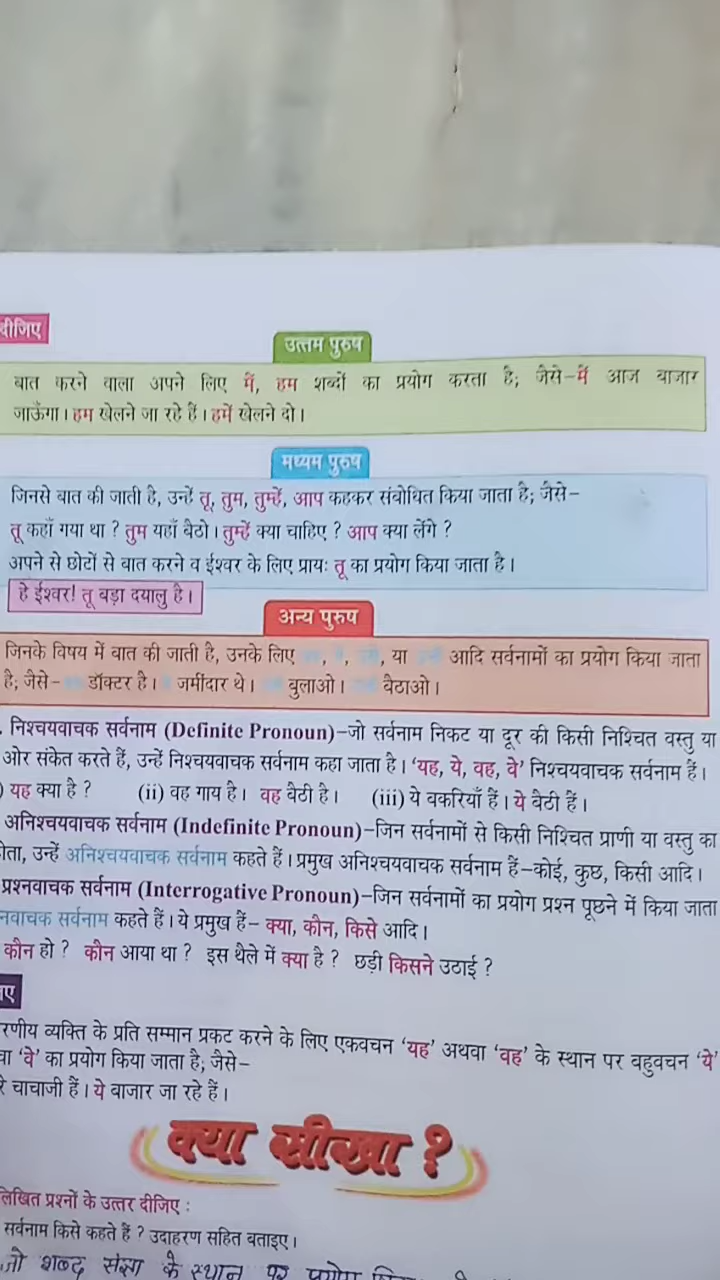 दीजिए
उत्तम पुरुष
बात करने वाला अपने लिए मैं, हम शब्दों का प्रयोग करता है; जैसे–मैं आज बाजार
जाऊँगा। हम खेलने जा रहे हैं। हमें खेलने दो।
मध्यम पुरुष
जिनसे बात की जाती है, उन्हें तू, तुम, तुम्हें, आप कहकर संबोधित किया जाता है; जैसे–
तू कहाँ गया था ? तुम यहाँ बैठो। तुम्हें क्या चाहिए ? आप क्या लेंगे ?
अपने से छोटों से बात करने व ईश्वर के लिए प्रायः तू का प्रयोग किया जाता है।
हे ईश्वर! तू बड़ा दयालु है।
अन्य पुरुष
जिनके विषय में बात की जाती है, उनके लिए , , , या आदि सर्वनामों का प्रयोग किया जाता
है; जैसे– डॉक्टर है। जमींदार थे। बुलाओ। बैठाओ।
. निश्चयवाचक सर्वनाम (Definite Pronoun)–जो सर्वनाम निकट या दूर की किसी निश्चित वस्तु या
ओर संकेत करते हैं, उन्हें निश्चयवाचक सर्वनाम कहा जाता है। ‘यह, ये, वह, वे’ निश्चयवाचक सर्वनाम हैं।
) यह क्या है ? (ii) वह गाय है। वह बैठी है। (iii) ये बकरियाँ हैं। ये बैठी हैं।
अनिश्चयवाचक सर्वनाम (Indefinite Pronoun)–जिन सर्वनामों से किसी निश्चित प्राणी या वस्तु का
होता, उन्हें अनिश्चयवाचक सर्वनाम कहते हैं। प्रमुख अनिश्चयवाचक सर्वनाम हैं–कोई, कुछ, किसी आदि।
प्रश्नवाचक सर्वनाम (Interrogative Pronoun)–जिन सर्वनामों का प्रयोग प्रश्न पूछने में किया जाता
नवाचक सर्वनाम कहते हैं। ये प्रमुख हैं– क्या, कौन, किसे आदि।
कौन हो ? कौन आया था ? इस थैले में क्या है ? छड़ी किसने उठाई ?
ए
रणीय व्यक्ति के प्रति सम्मान प्रकट करने के लिए एकवचन ‘यह’ अथवा ‘वह’ के स्थान पर बहुवचन ‘ये’
वा ‘वे’ का प्रयोग किया जाता है; जैसे–
रे चाचाजी हैं। ये बाजार जा रहे हैं।
क्या सीखा ?
लिखित प्रश्नों के उत्तर दीजिए :
सर्वनाम किसे कहते हैं ? उदाहरण सहित बताइए।
जो शब्द संज्ञा के स्थान पर प्रयोग